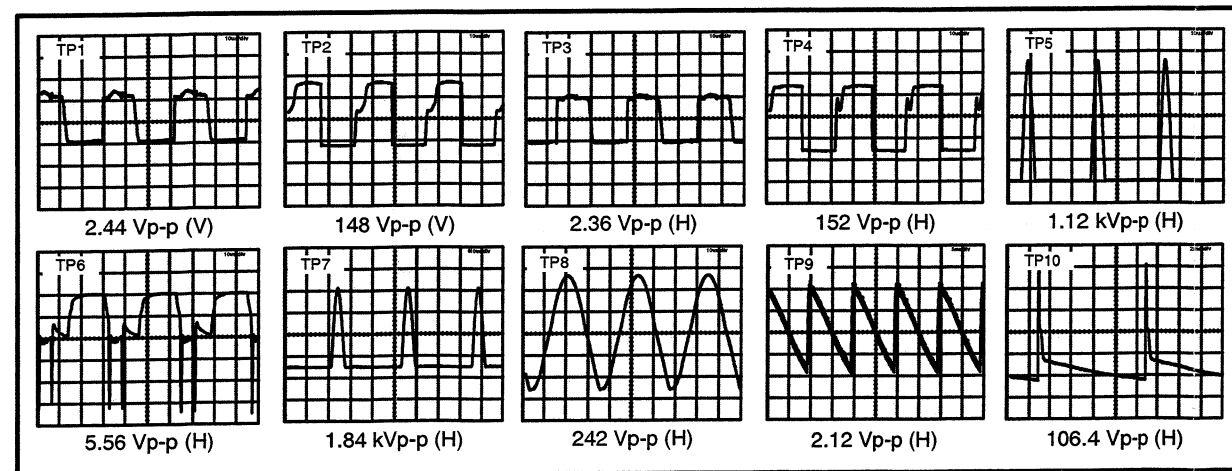 TP1 TP2 TP3 TP4 TP5
2.44 Vp-p (V) 148 Vp-p (V) 2.36 Vp-p (H) 152 Vp-p (H) 1.12 kVp-p (H)
TP6 TP7 TP8 TP9 TP10
5.56 Vp-p (H) 1.84 kVp-p (H) 242 Vp-p (H) 2.12 Vp-p (H) 106.4 Vp-p (H)